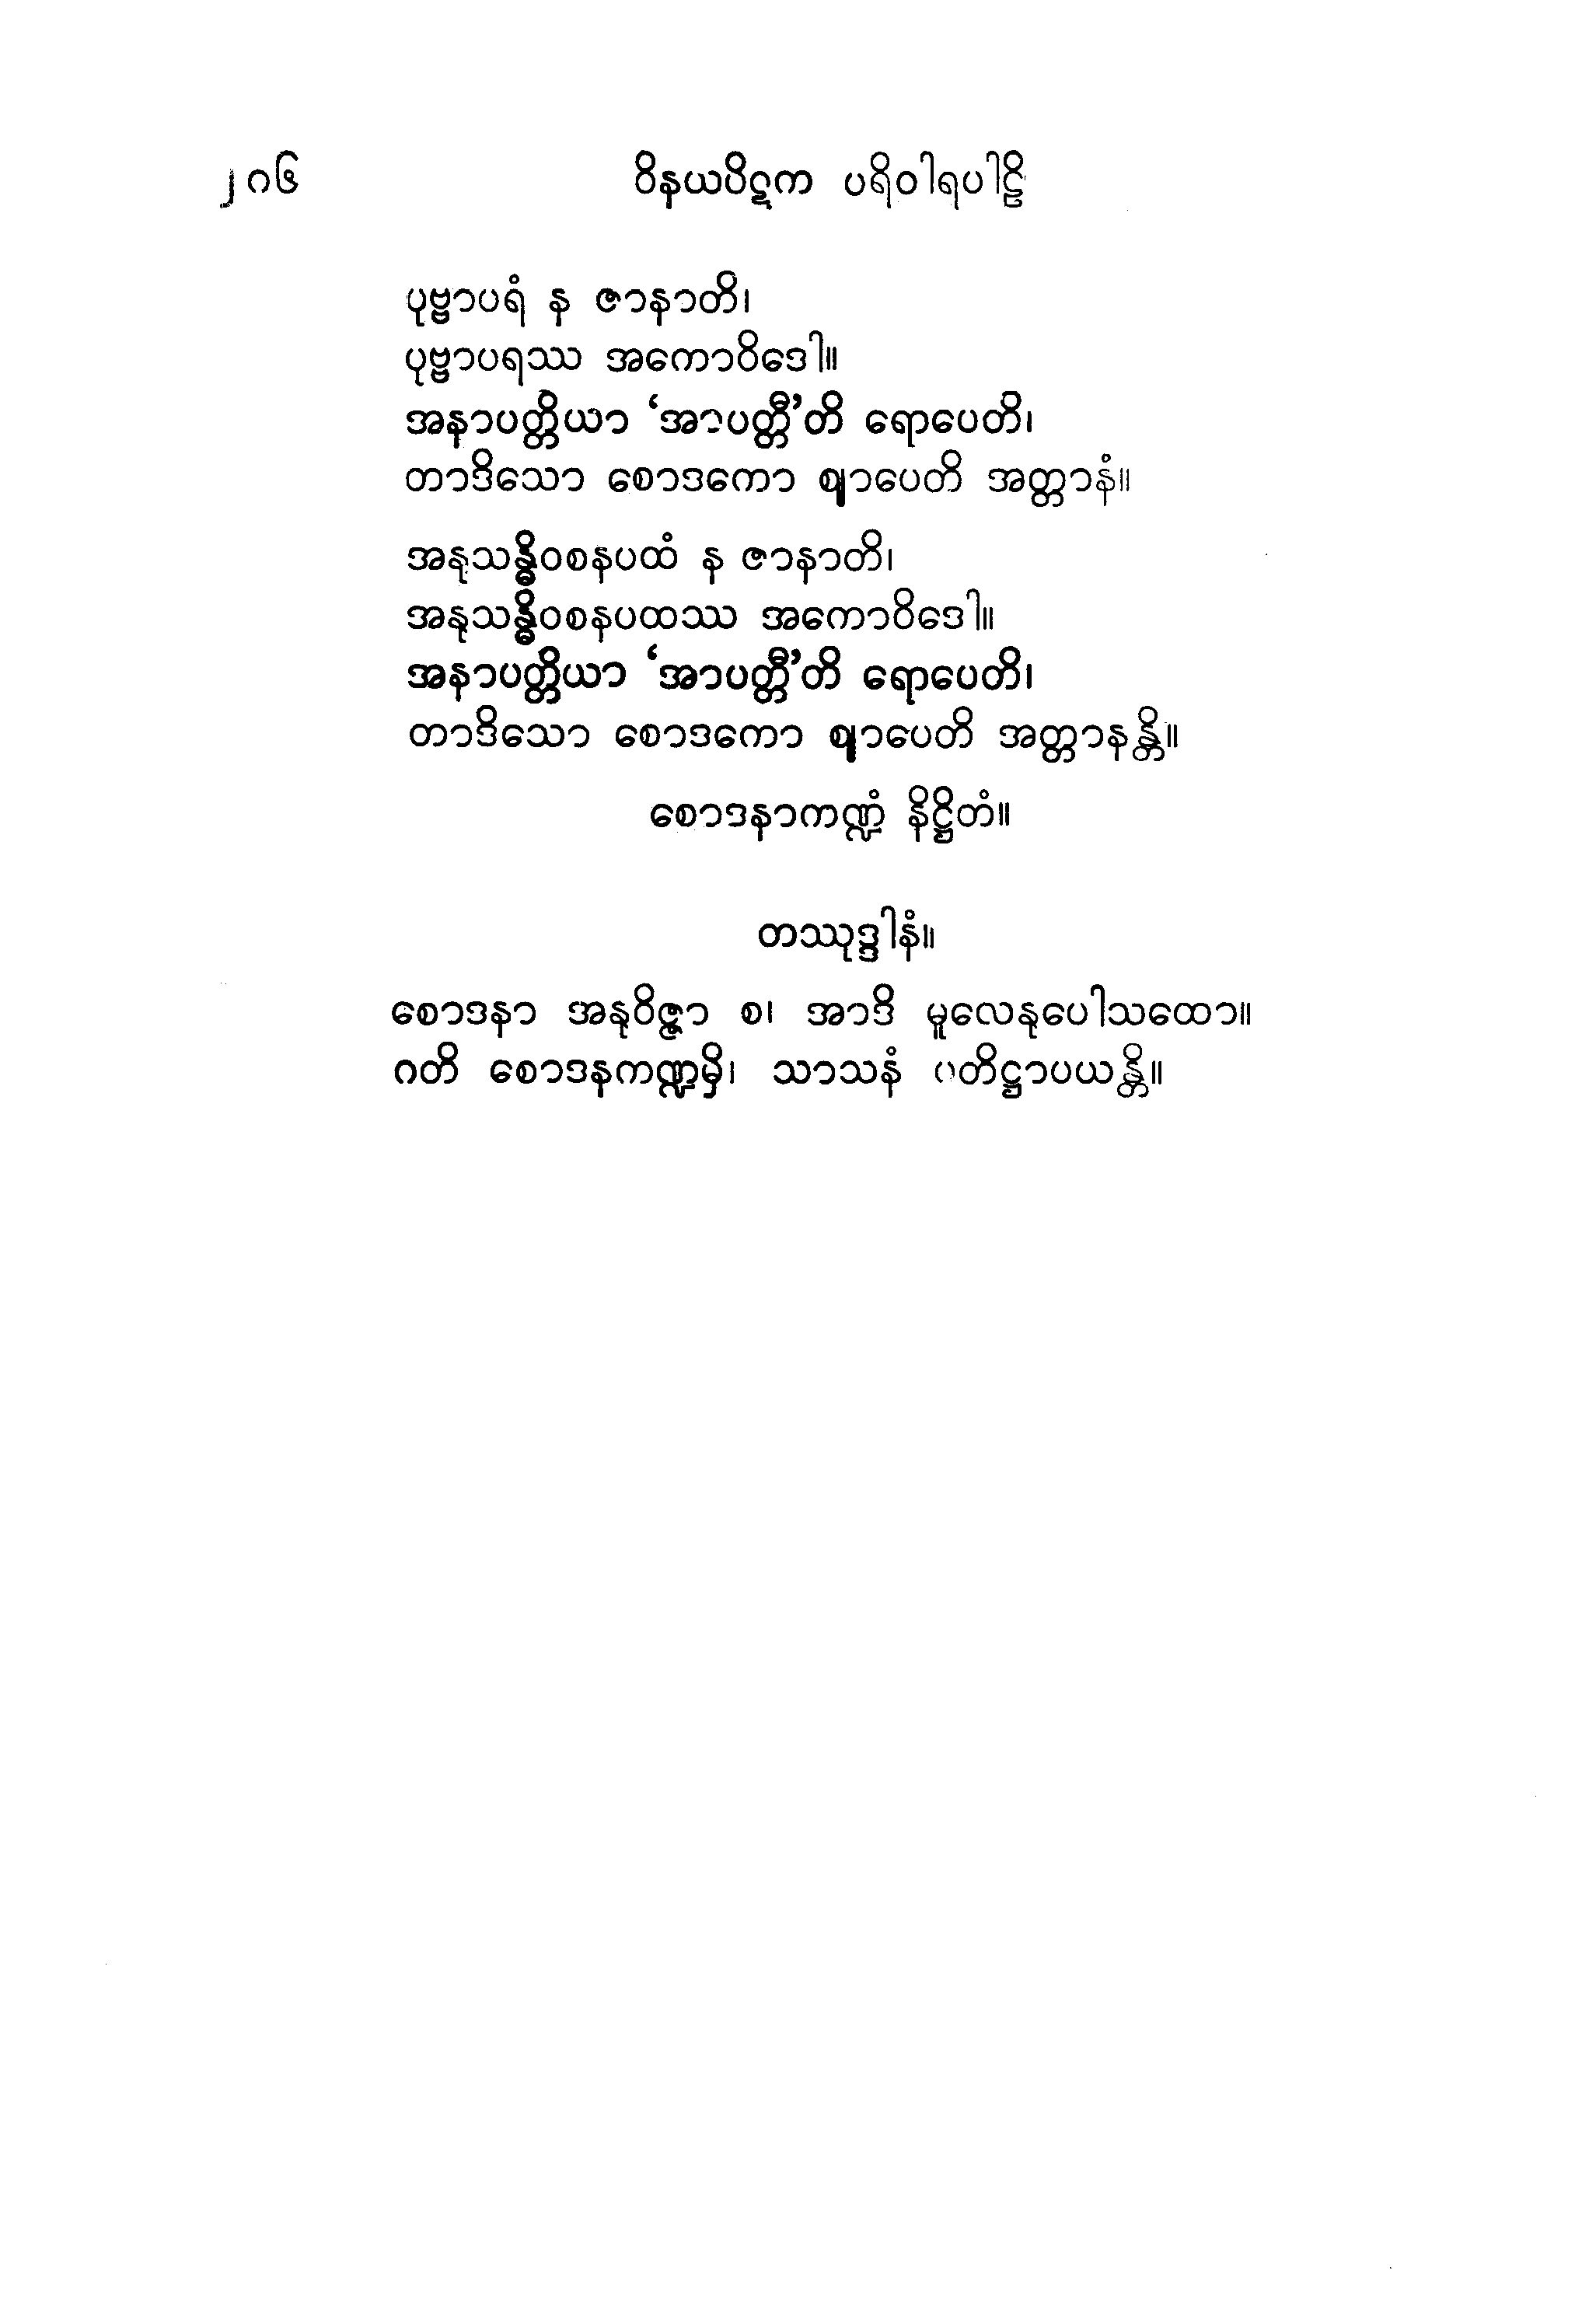 ၂၈၆ ဝိနယပိဋက ပရိဝါရပါဠိ
ပုဗ္ဗာပရံ န ဇာနာတိ၊
ပုဗ္ဗာပရဿ အကောဝိဒေါ။
အနာပတ္တိယာ ‘အာပတ္တီ’တိ ရောပေတိ၊
တာဒိသော စောဒကော ဈာပေတိ အတ္တာနံ။
အနုသန္ဓိဝစနပထံ န ဇာနာတိ၊
အနုသန္ဓိဝစနပထဿ အကောဝိဒေါ။
အနာပတ္တိယာ ‘အာပတ္တီ’တိ ရောပေတိ၊
တာဒိသော စောဒကော ဈာပေတိ အတ္တာနန္တိ။
စောဒနာကဏ္ဍံ နိဋ္ဌိတံ။
တဿုဒ္ဒါနံ။
စောဒနာ အနုဝိဇ္ဇာ စ၊ အာဒိ မူလေနုပေါသထော။
ဂတိ စောဒနကဏ္ဍမှိ၊ သာသနံ ပတိဋ္ဌာပယန္တိ။